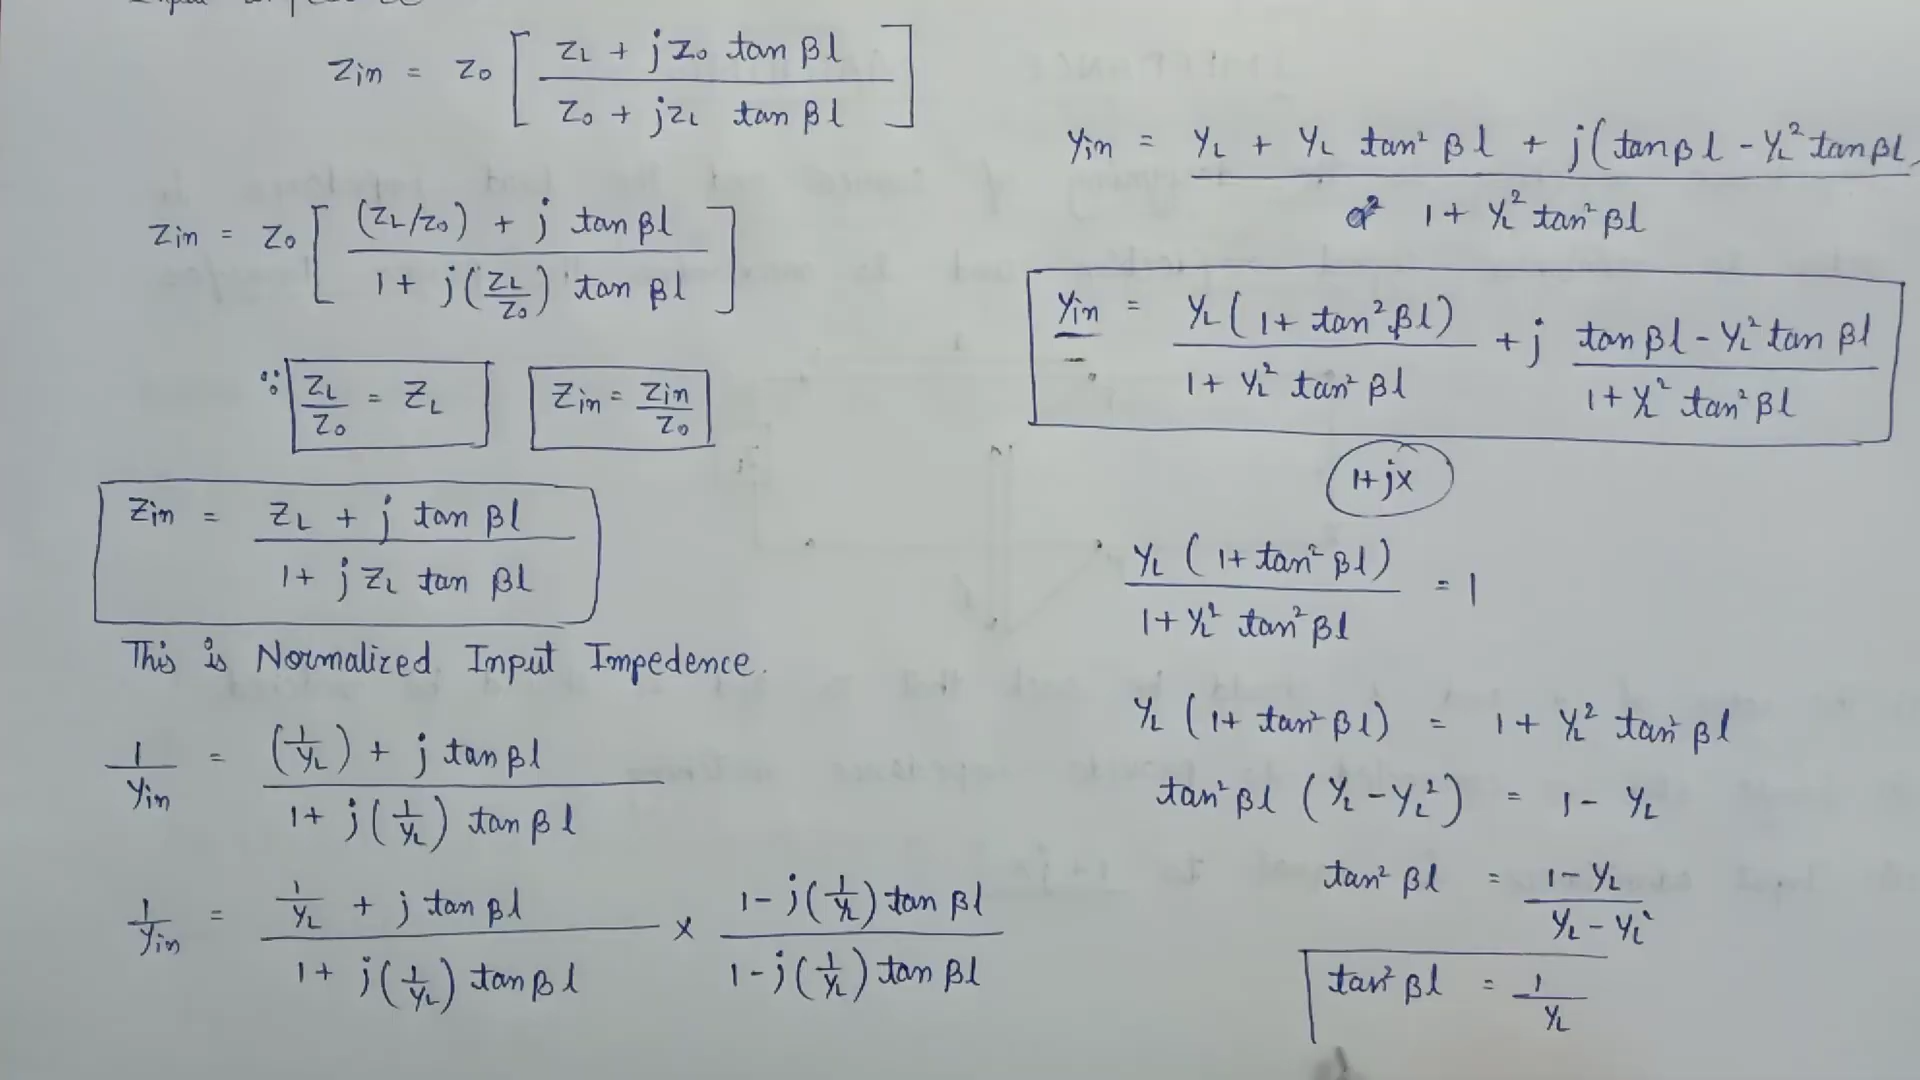 Zin = Z0 [ ZL + jZ0 tan βl / Z0 + jZL tan βl ]
Zin = Z0 [ (ZL/Z0) + j tan βl / 1 + j(ZL/Z0) tan βl ]
∵ ZL/Z0 = ZL Zin = Zin/Z0
Zin = ZL + j tan βl / 1 + j ZL tan βl
This is Normalized Input Impedence.
1/Yin = (1/YL) + j tan βl / 1 + j(1/YL) tan βl
1/Yin = 1/YL + j tan βl / 1 + j(1/YL) tan βl × 1 - j(1/YL) tan βl / 1 - j(1/YL) tan βl
Yin = YL + YL tan² βl + j(tan βl - YL² tan βl / 1 + YL² tan² βl
Yin = YL(1 + tan² βl) / 1 + YL² tan² βl + j tan βl - YL² tan βl / 1 + YL² tan² βl
1+jx
YL (1 + tan² βl) / 1 + YL² tan² βl = 1
YL (1 + tan² βl) = 1 + YL² tan² βl
tan² βl (YL - YL²) = 1 - YL
tan² βl = 1 - YL / YL - YL²
tan² βl = 1 / YL